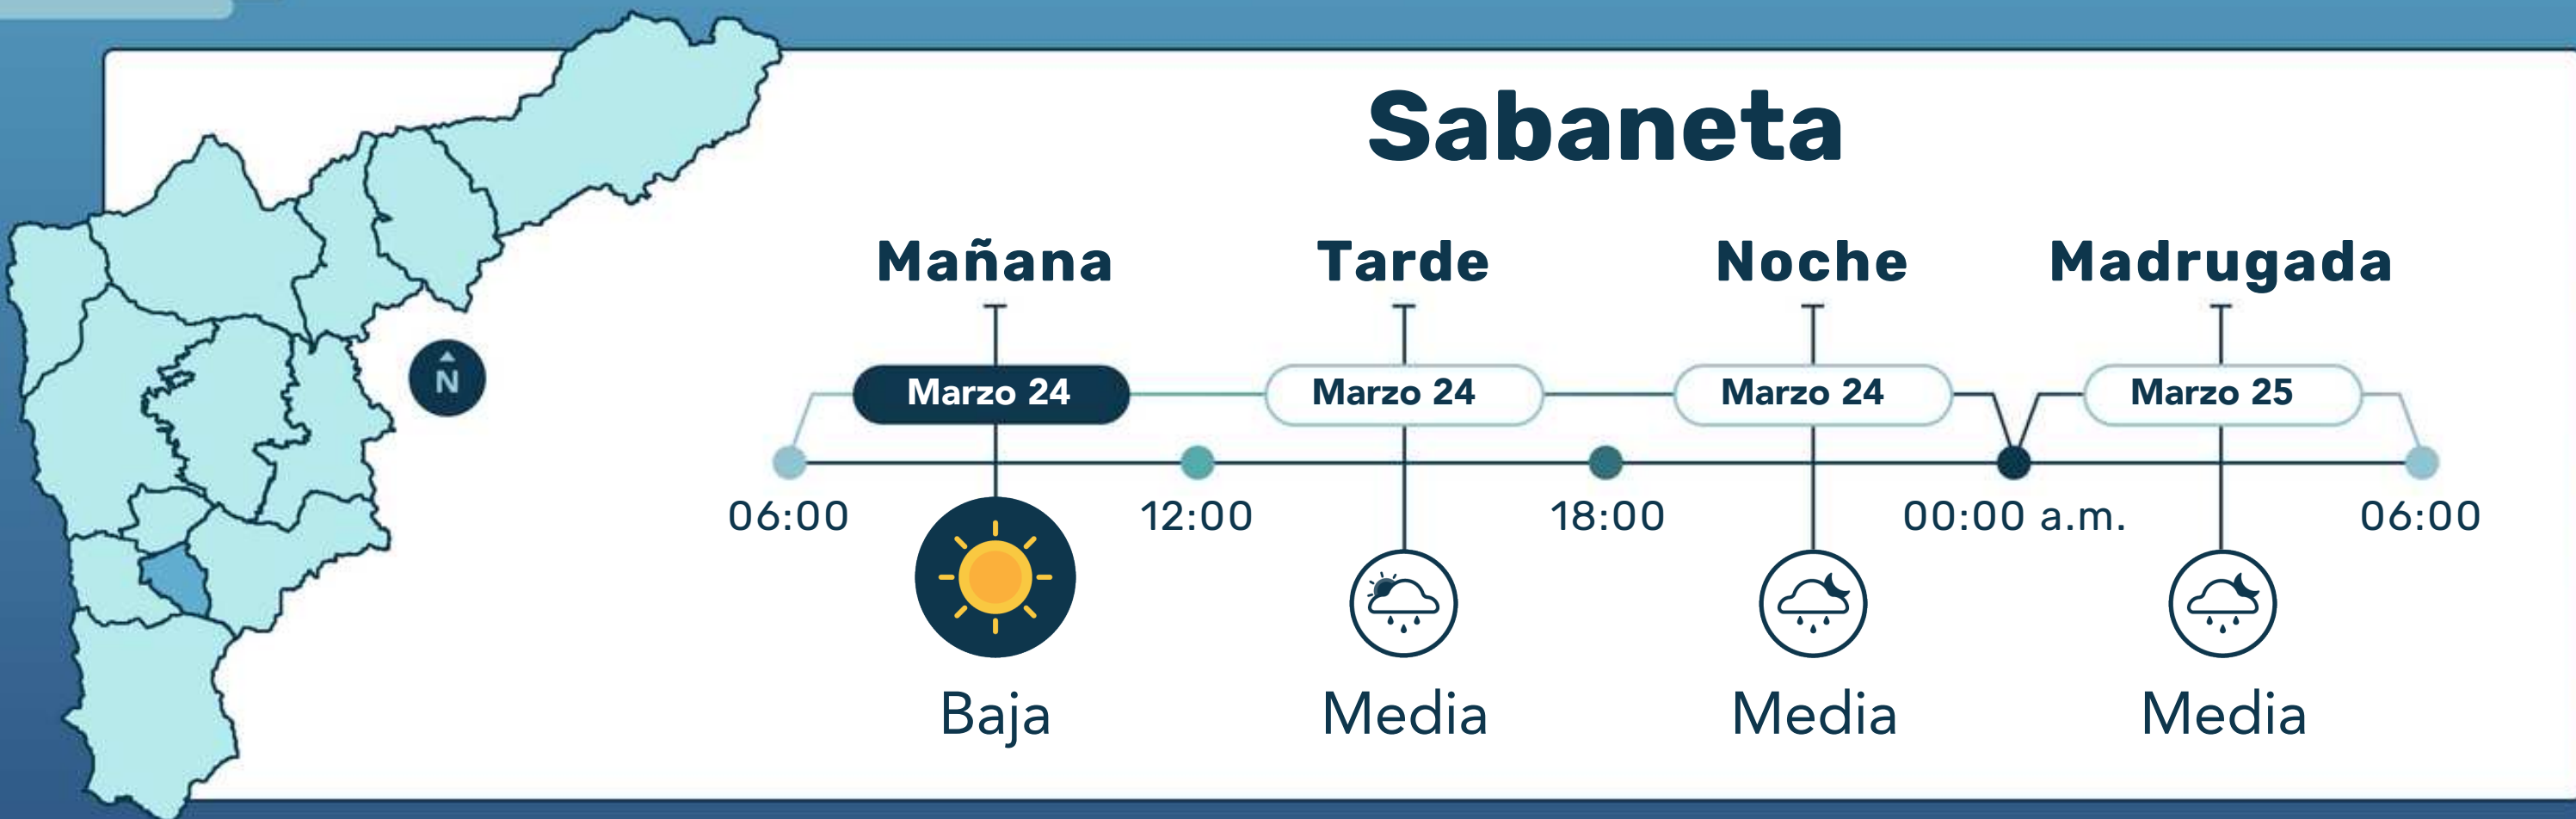 Sabaneta
Mañana Tarde Noche Madrugada
N
Marzo 24 Marzo 24 Marzo 24 Marzo 25
06:00 12:00 18:00 00:00 a.m. 06:00
Baja Media Media Media